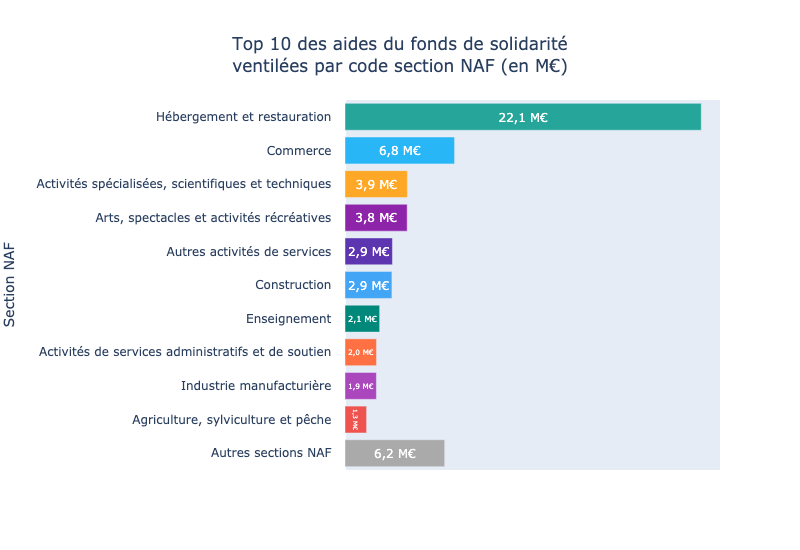 Top 10 des aides du fonds de solidarité
ventilées par code section NAF (en M€)
Section NAF
Hébergement et restauration 22,1 M€
Commerce 6,8 M€
Activités spécialisées, scientifiques et techniques 3,9 M€
Arts, spectacles et activités récréatives 3,8 M€
Autres activités de services 2,9 M€
Construction 2,9 M€
Enseignement 2,1 M€
Activités de services administratifs et de soutien 2,0 M€
Industrie manufacturière 1,9 M€
Agriculture, sylviculture et pêche 1,3 M€
Autres sections NAF 6,2 M€